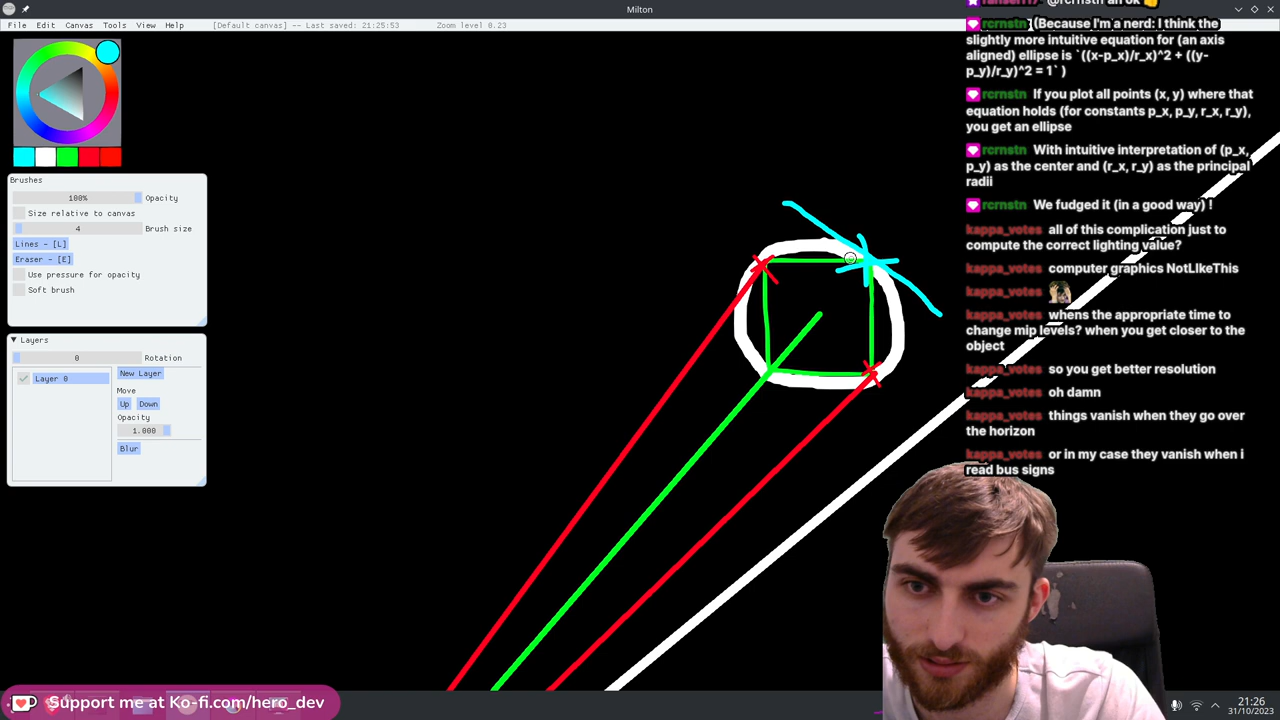 Milton
File Edit Canvas Tools View Help [Default canvas] -- Last saved: 21:25:53 Zoom level 0.23
Brushes
100% Opacity
Size relative to canvas
4 Brush size
Lines - [L]
Eraser - [E]
Use pressure for opacity
Soft brush
Layers
0 Rotation
Layer 0
New Layer
Move
Up Down
Opacity
1.000
Blur
rcrnstn (Because I'm a nerd: I think the
slightly more intuitive equation for (an axis
aligned) ellipse is `((x-p_x)/r_x)^2 + ((y-
p_y)/r_y)^2 = 1` )
rcrnstn If you plot all points (x, y) where that
equation holds (for constants p_x, p_y, r_x, r_y),
you get an ellipse
rcrnstn With intuitive interpretation of (p_x,
p_y) as the center and (r_x, r_y) as the principal
radii
rcrnstn We fudged it (in a good way) !
kappa_votes all of this complication just to
compute the correct lighting value?
kappa_votes computer graphics NotLikeThis
kappa_votes
kappa_votes whens the appropriate time to
change mip levels? when you get closer to the
object
kappa_votes so you get better resolution
kappa_votes oh damn
kappa_votes things vanish when they go over
the horizon
kappa_votes or in my case they vanish when i
read bus signs
Support me at Ko-fi.com/hero_dev
21:26
31/10/2023